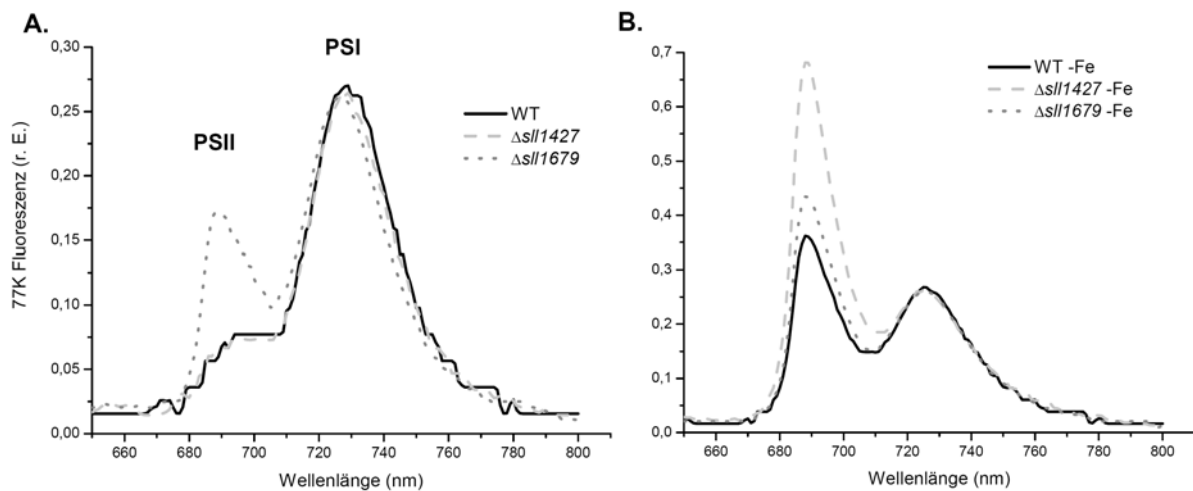 A.
PSII
PSI
WT
Δsll1427
Δsll1679
0,30
0,25
0,20
0,15
0,10
0,05
0,00
77K Fluoreszenz (r. E.)
660 680 700 720 740 760 780 800
Wellenlänge (nm)
B.
WT -Fe
Δsll1427 -Fe
Δsll1679 -Fe
0,7
0,6
0,5
0,4
0,3
0,2
0,1
0,0
660 680 700 720 740 760 780 800
Wellenlänge (nm)